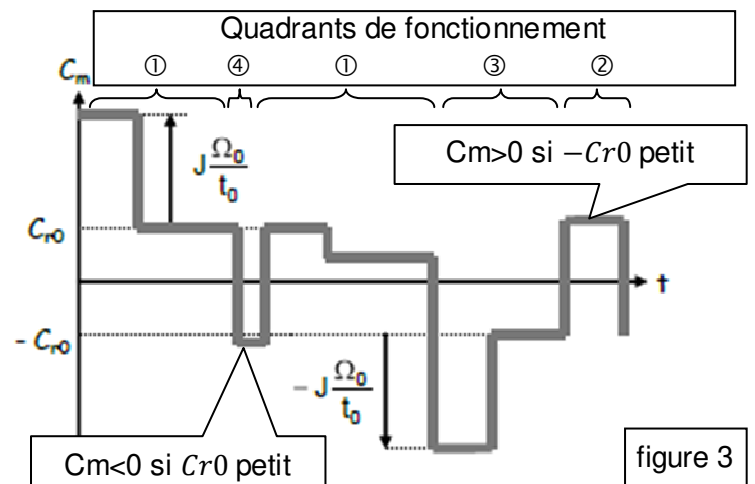 Quadrants de fonctionnement
① ④ ① ③ ②
Cm
J Ω0/t0
Cm>0 si −Cr0 petit
Cr0
t
- Cr0
− J Ω0/t0
Cm<0 si Cr0 petit
figure 3